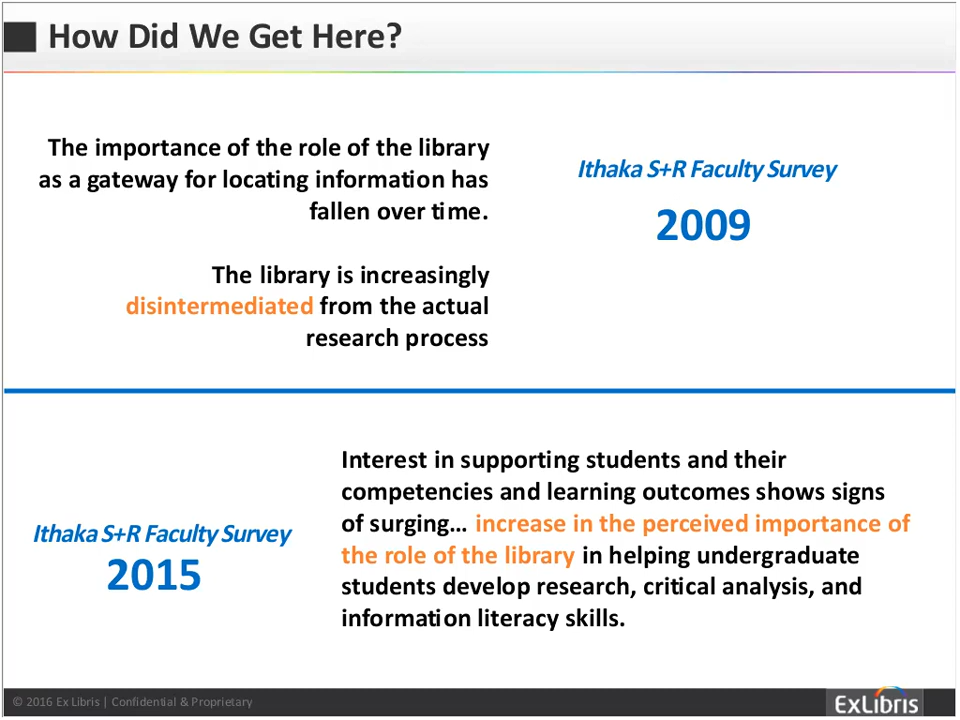 How Did We Get Here?
The importance of the role of the library
as a gateway for locating information has
fallen over time.
The library is increasingly
disintermediated from the actual
research process
Ithaka S+R Faculty Survey
2009
Ithaka S+R Faculty Survey
2015
Interest in supporting students and their
competencies and learning outcomes shows signs
of surging… increase in the perceived importance of
the role of the library in helping undergraduate
students develop research, critical analysis, and
information literacy skills.
© 2016 Ex Libris | Confidential & Proprietary
ExLibris